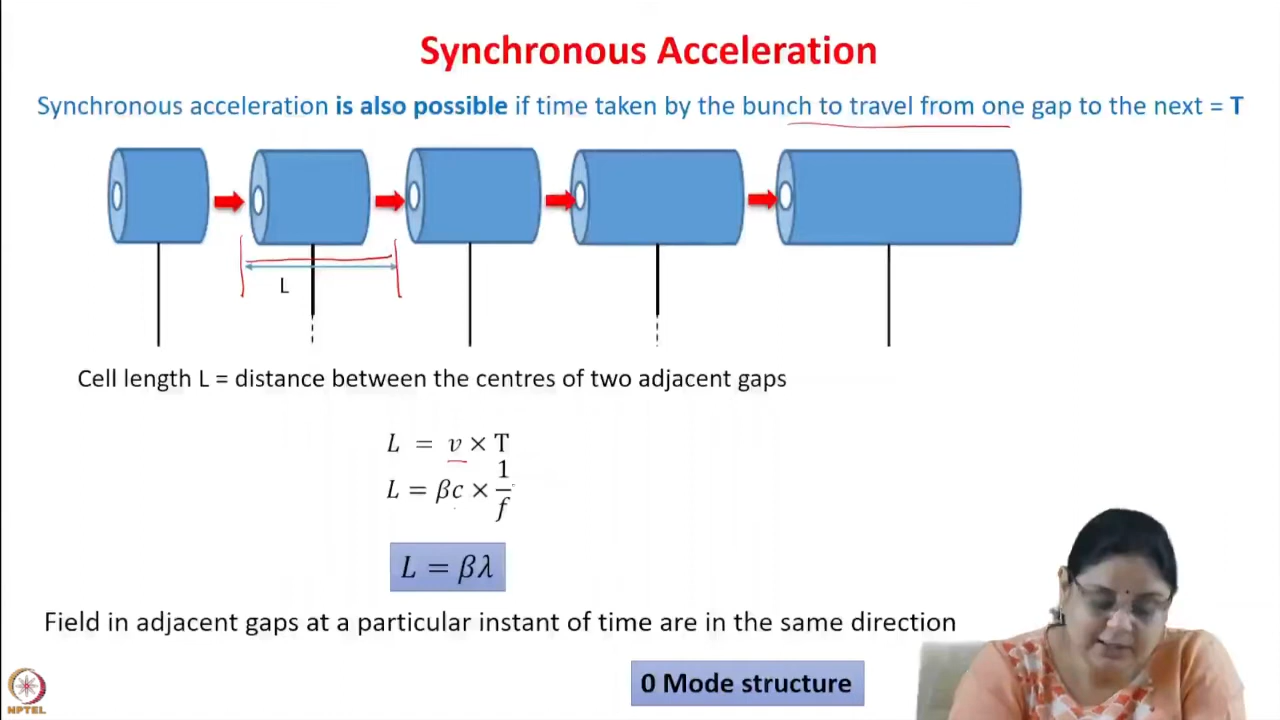 Synchronous Acceleration
Synchronous acceleration is also possible if time taken by the bunch to travel from one gap to the next = T
L
Cell length L = distance between the centres of two adjacent gaps
L = v × T
L = βc × 1/f
L = βλ
Field in adjacent gaps at a particular instant of time are in the same direction
0 Mode structure
NPTEL